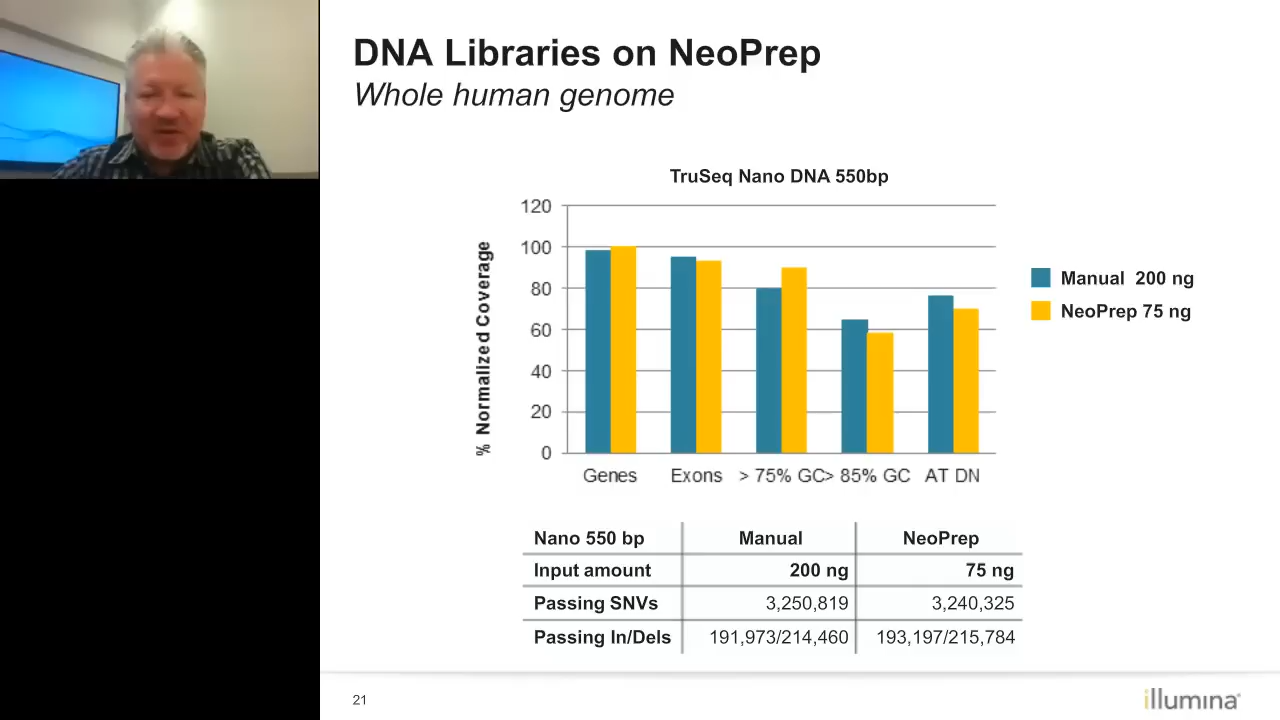 DNA Libraries on NeoPrep
Whole human genome
TruSeq Nano DNA 550bp
120
100
80
60
40
20
0
% Normalized Coverage
Genes Exons > 75% GC > 85% GC AT DN
Manual 200 ng
NeoPrep 75 ng
Nano 550 bp Manual NeoPrep
Input amount 200 ng 75 ng
Passing SNVs 3,250,819 3,240,325
Passing In/Dels 191,973/214,460 193,197/215,784
21
illumina